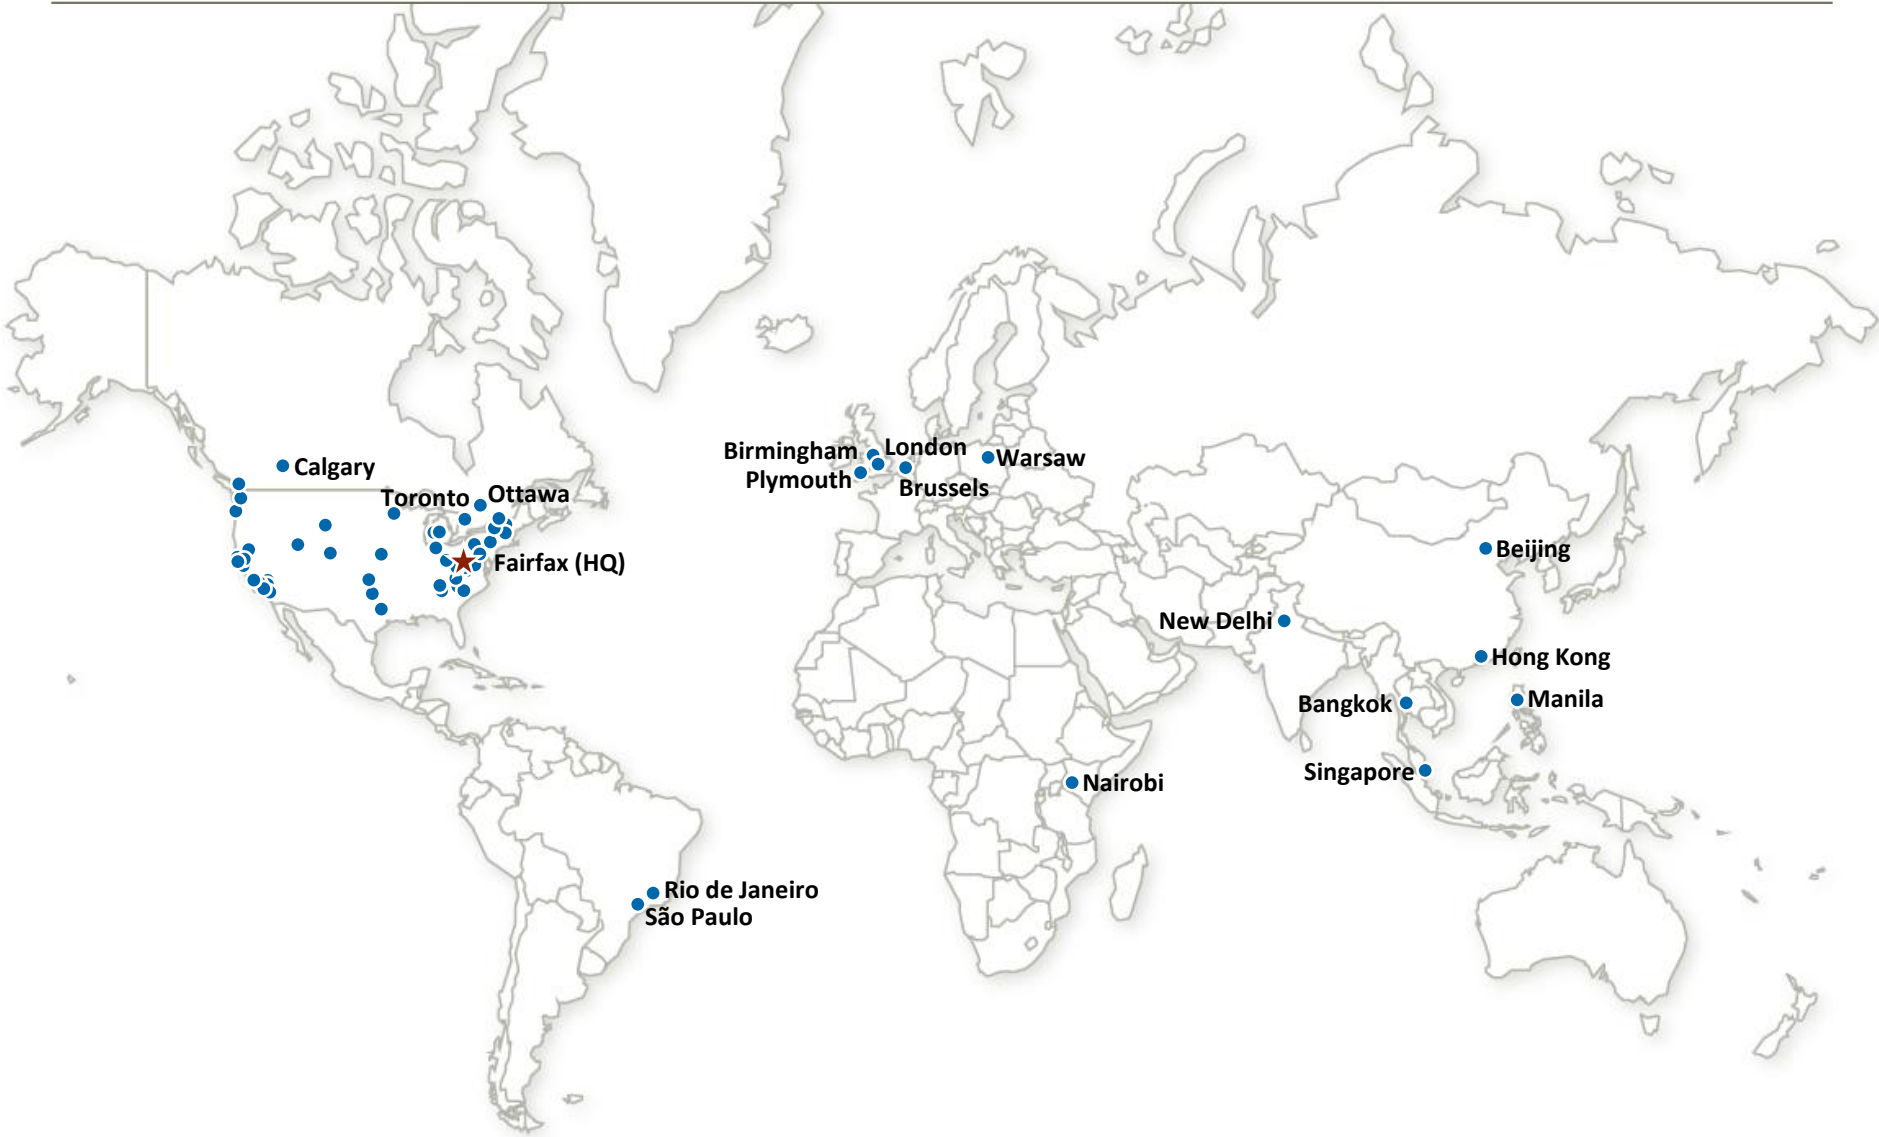 Calgary
Toronto
Ottawa
Fairfax (HQ)
Birmingham
London
Plymouth
Brussels
Warsaw
Beijing
New Delhi
Hong Kong
Bangkok
Manila
Singapore
Nairobi
Rio de Janeiro
São Paulo